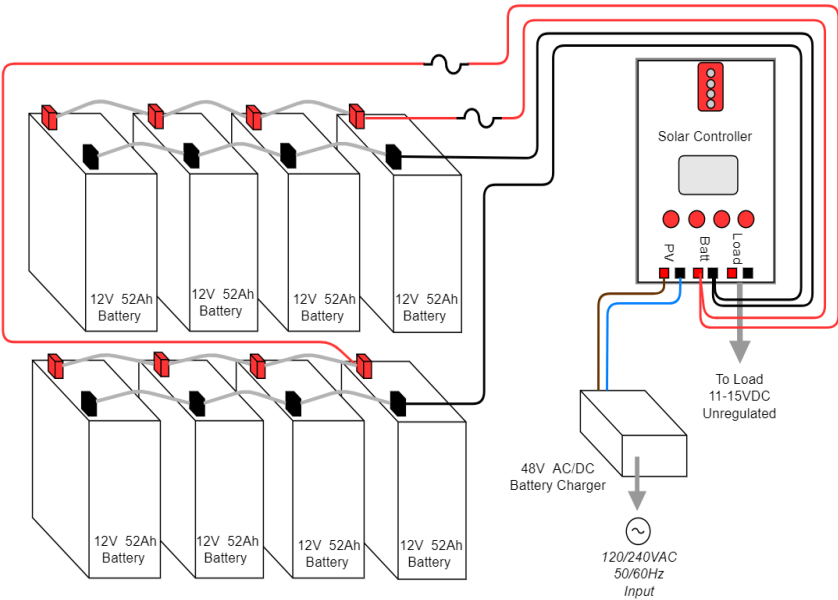 Solar Controller
PV
Batt
Load
12V 52Ah
Battery
12V 52Ah
Battery
12V 52Ah
Battery
12V 52Ah
Battery
To Load
11-15VDC
Unregulated
48V AC/DC
Battery Charger
12V 52Ah
Battery
12V 52Ah
Battery
12V 52Ah
Battery
12V 52Ah
Battery
120/240VAC
50/60Hz
Input